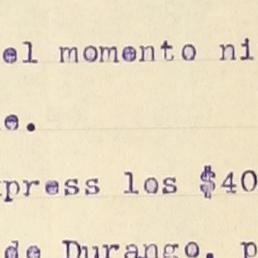 el momento ni
e.
press los $40
de Durango, p